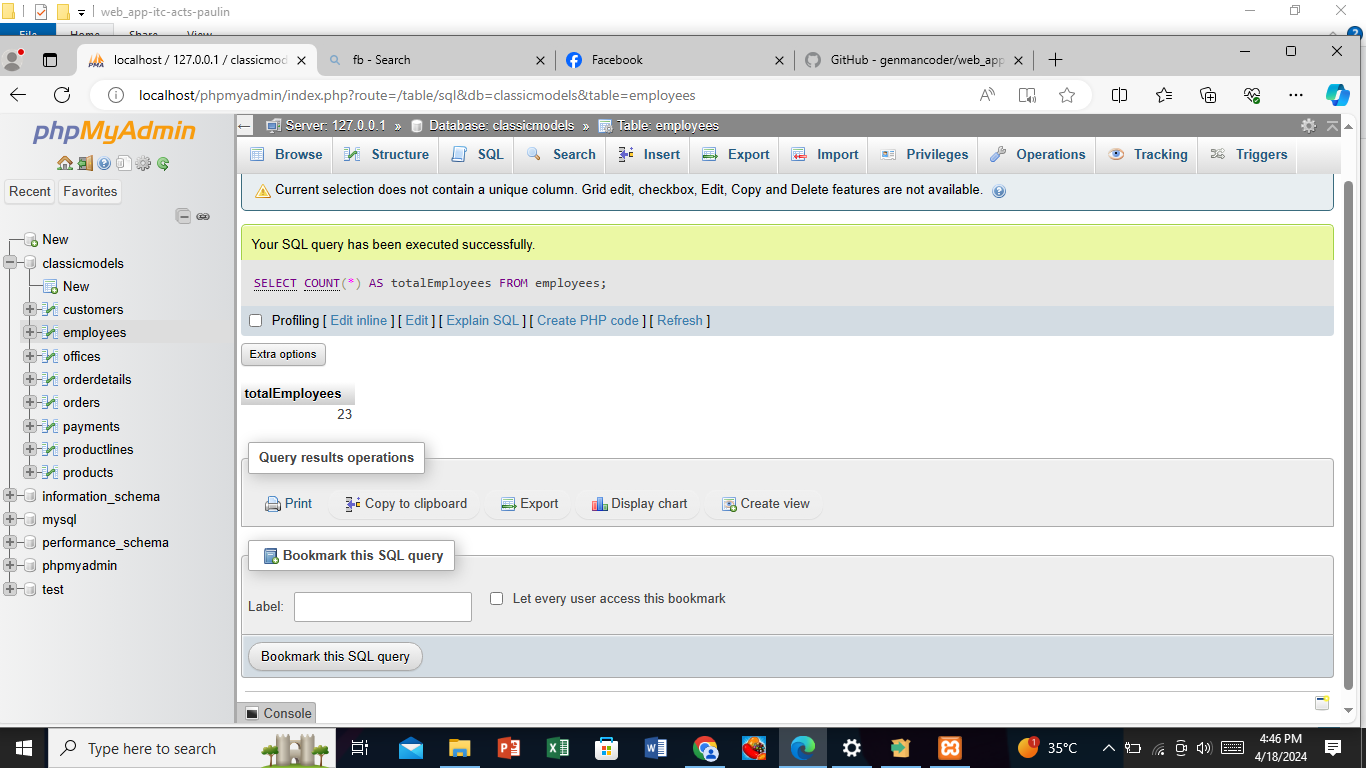 web_app-itc-acts-paulin
File Home Share View
localhost / 127.0.0.1 / classicmod
fb - Search
Facebook
GitHub - genmancoder/web_app
localhost/phpmyadmin/index.php?route=/table/sql&db=classicmodels&table=employees
phpMyAdmin
Recent Favorites
New
classicmodels
New
customers
employees
offices
orderdetails
orders
payments
productlines
products
information_schema
mysql
performance_schema
phpmyadmin
test
Server: 127.0.0.1 » Database: classicmodels » Table: employees
Browse Structure SQL Search Insert Export Import Privileges Operations Tracking Triggers
Current selection does not contain a unique column. Grid edit, checkbox, Edit, Copy and Delete features are not available.
Your SQL query has been executed successfully.
SELECT COUNT(*) AS totalEmployees FROM employees;
Profiling [ Edit inline ] [ Edit ] [ Explain SQL ] [ Create PHP code ] [ Refresh ]
Extra options
totalEmployees
23
Query results operations
Print Copy to clipboard Export Display chart Create view
Bookmark this SQL query
Label: Let every user access this bookmark
Bookmark this SQL query
Console
Type here to search
35°C
4:46 PM
4/18/2024